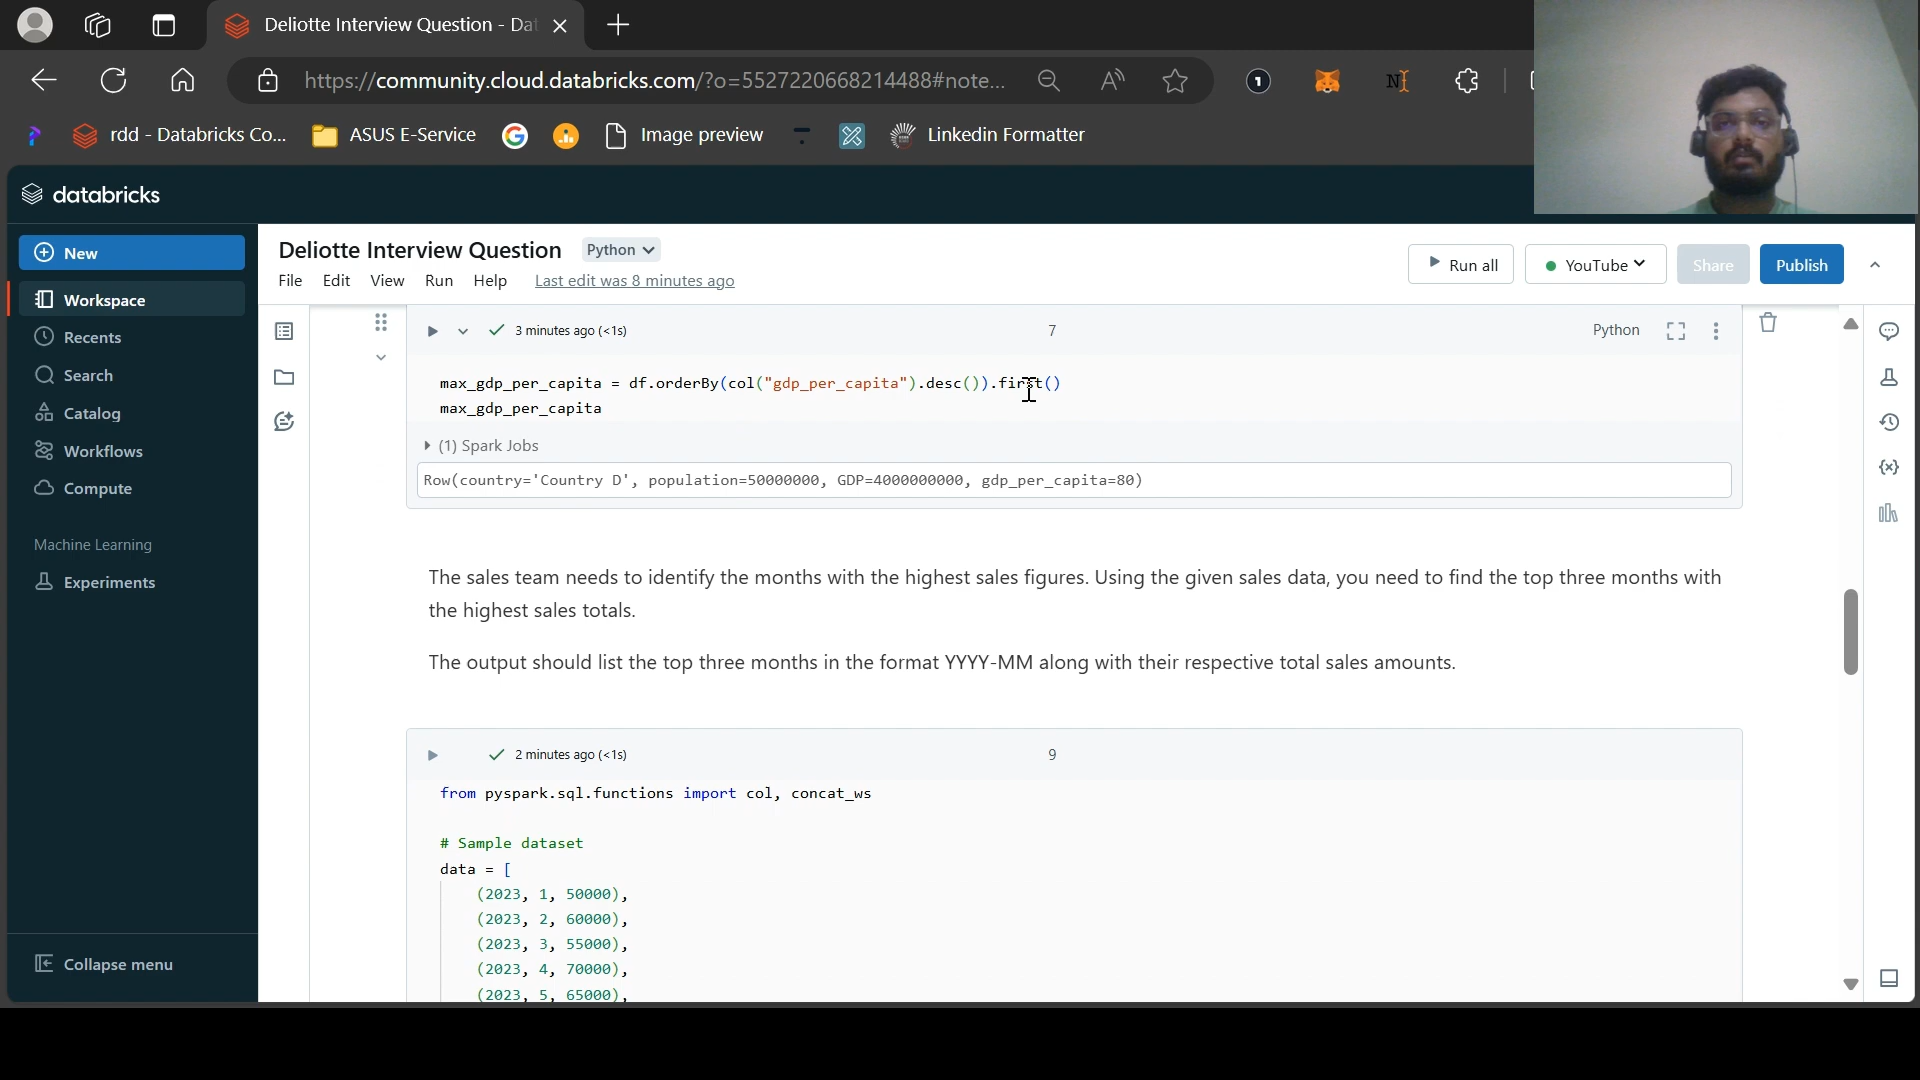 Deliotte Interview Question - Dat
https://community.cloud.databricks.com/?o=5527220668214488#note...
rdd - Databricks Co...
ASUS E-Service
Image preview
Linkedin Formatter
databricks
New
Workspace
Recents
Search
Catalog
Workflows
Compute
Machine Learning
Experiments
Collapse menu
Deliotte Interview Question
Python
File Edit View Run Help Last edit was 8 minutes ago
Run all
YouTube
Share
Publish
3 minutes ago (<1s)
7
Python
max_gdp_per_capita = df.orderBy(col("gdp_per_capita").desc()).first()
max_gdp_per_capita
(1) Spark Jobs
Row(country='Country D', population=50000000, GDP=4000000000, gdp_per_capita=80)
The sales team needs to identify the months with the highest sales figures. Using the given sales data, you need to find the top three months with
the highest sales totals.
The output should list the top three months in the format YYYY-MM along with their respective total sales amounts.
2 minutes ago (<1s)
9
from pyspark.sql.functions import col, concat_ws
# Sample dataset
data = [
(2023, 1, 50000),
(2023, 2, 60000),
(2023, 3, 55000),
(2023, 4, 70000),
(2023, 5, 65000),